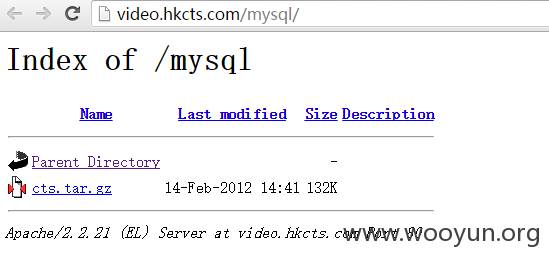 video.hkcts.com/mysql/
Index of /mysql
Name Last modified Size Description
Parent Directory -
cts.tar.gz 14-Feb-2012 14:41 132K
Apache/2.2.21 (EL) Server at video.hkcts.com Port 80
www.wooyun.org